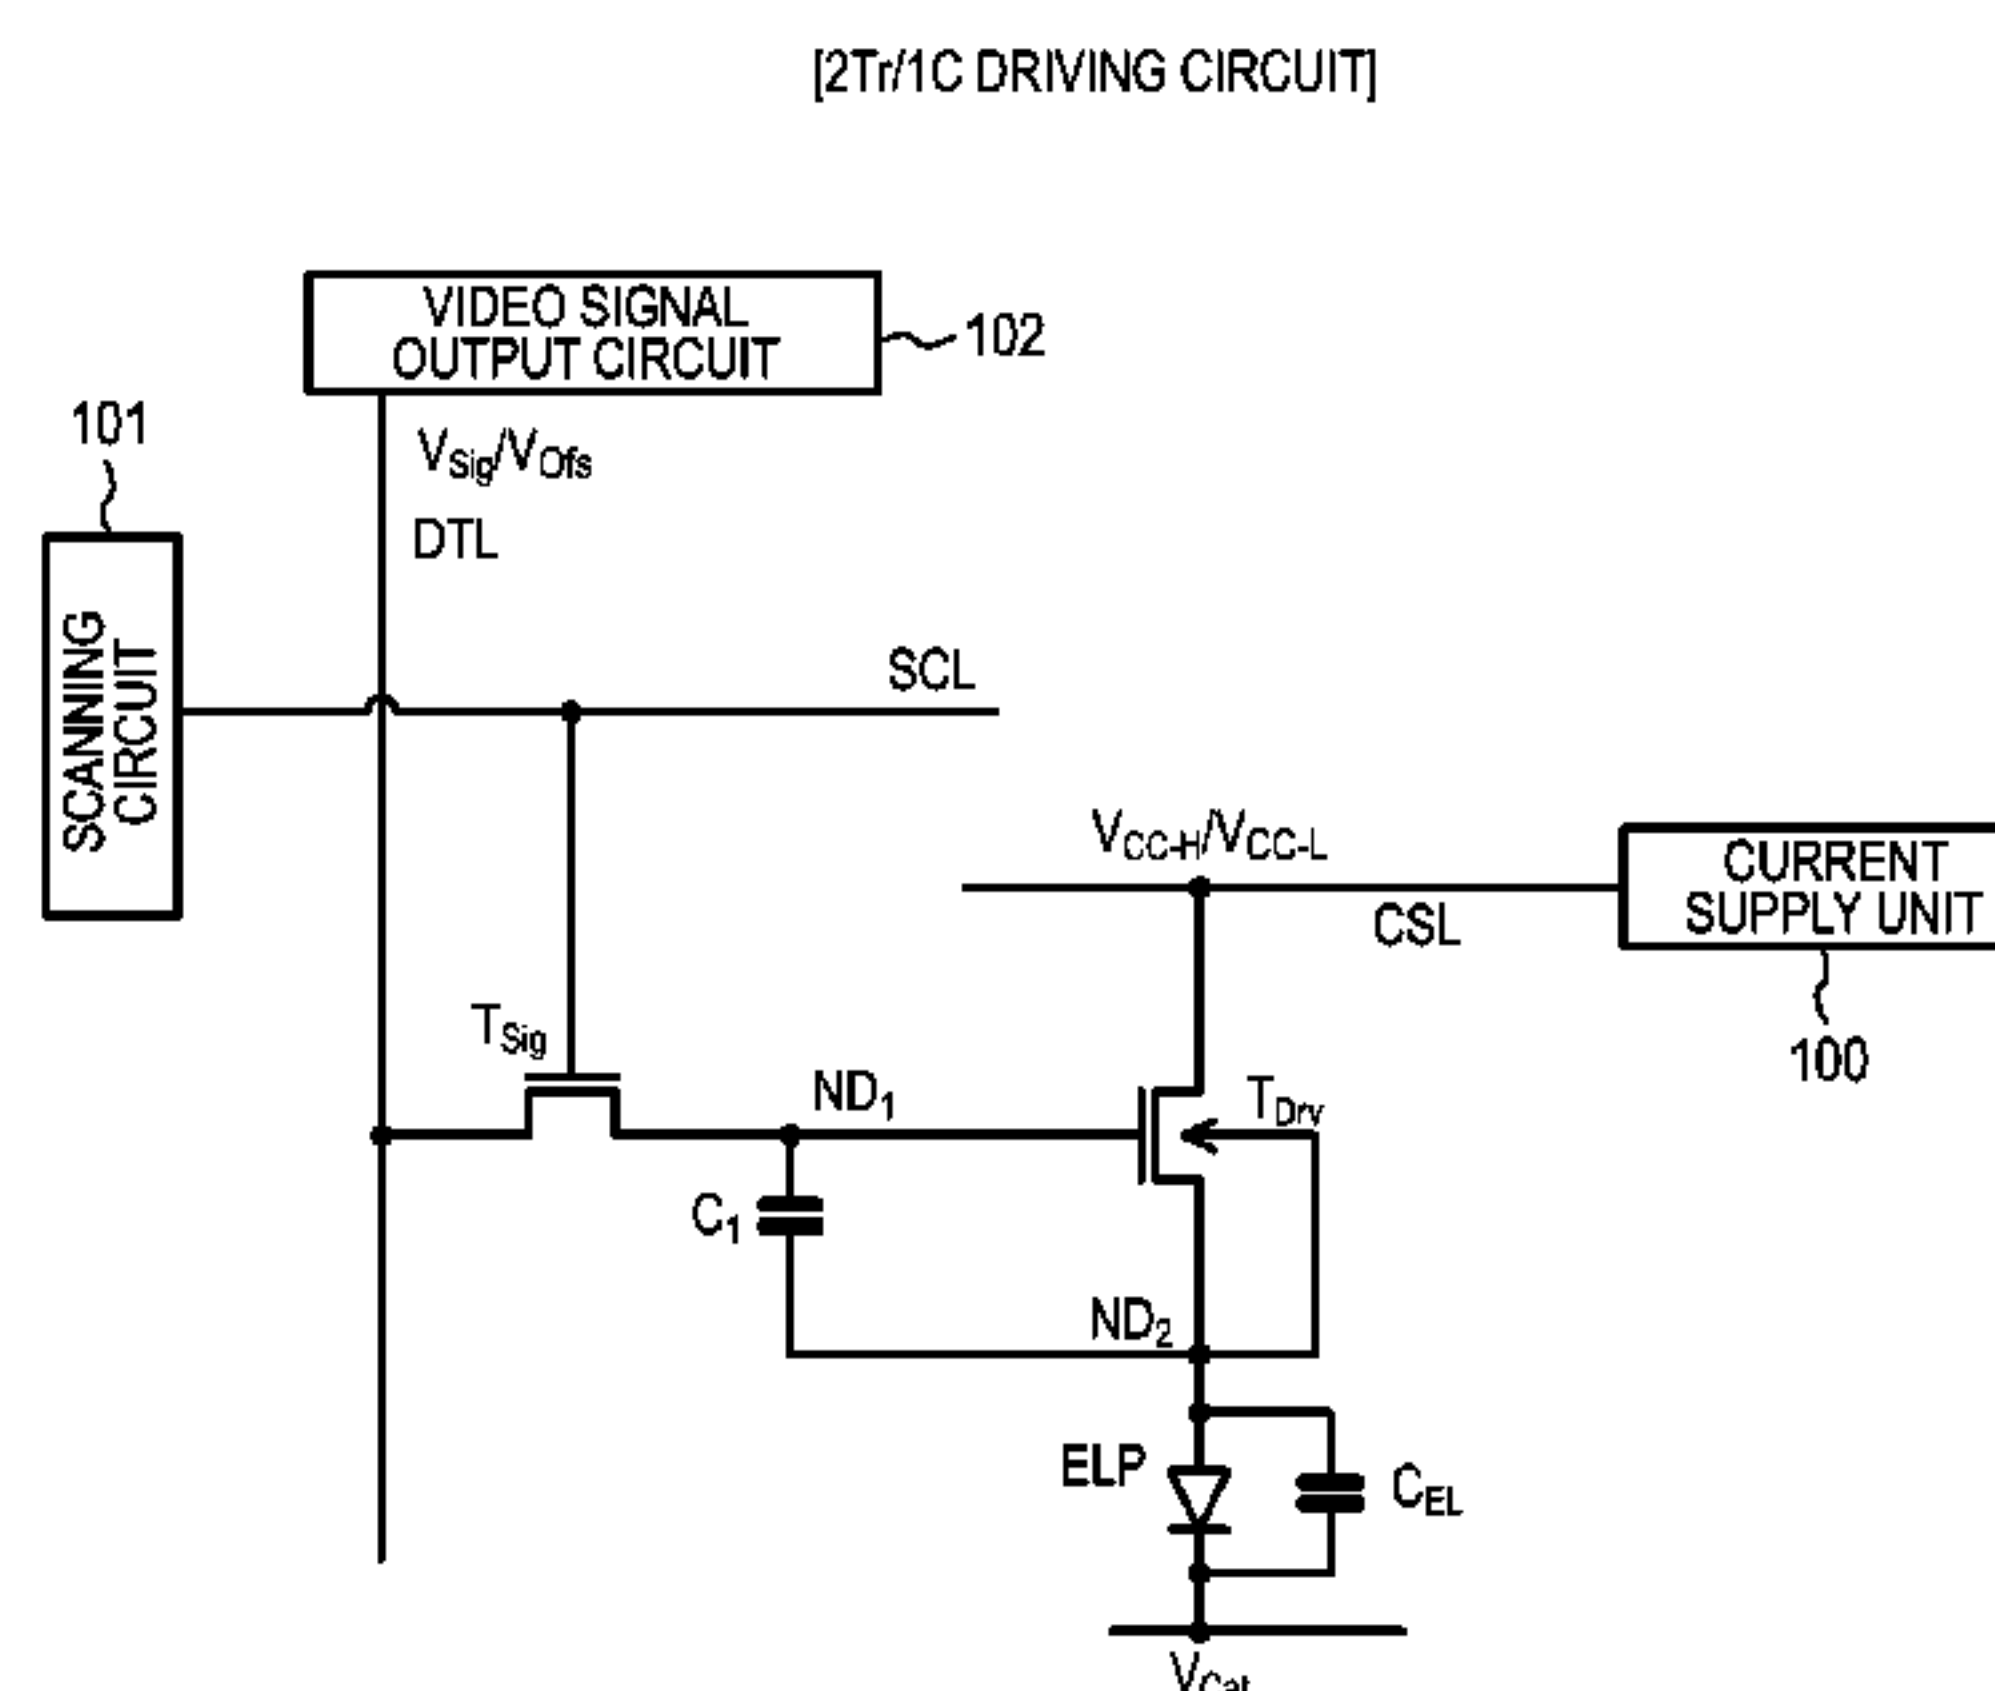 [2Tr/1C DRIVING CIRCUIT]
VIDEO SIGNAL
OUTPUT CIRCUIT
102
101
VSig/VOfs
DTL
SCANNING
CIRCUIT
SCL
VCC-H/VCC-L
CURRENT
SUPPLY UNIT
CSL
100
TSig
ND1
TDrv
C1
ND2
ELP
CEL
VCat